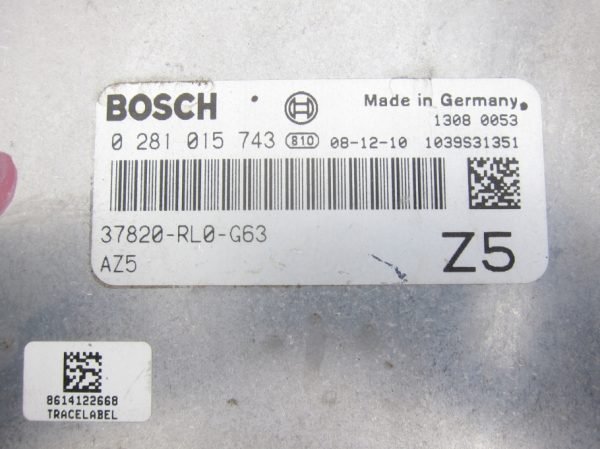 BOSCH Made in Germany.
1308 0053
0 281 015 743 810 08-12-10 1039S31351
37820-RL0-G63
AZ5
Z5
8614122668
TRACELABEL